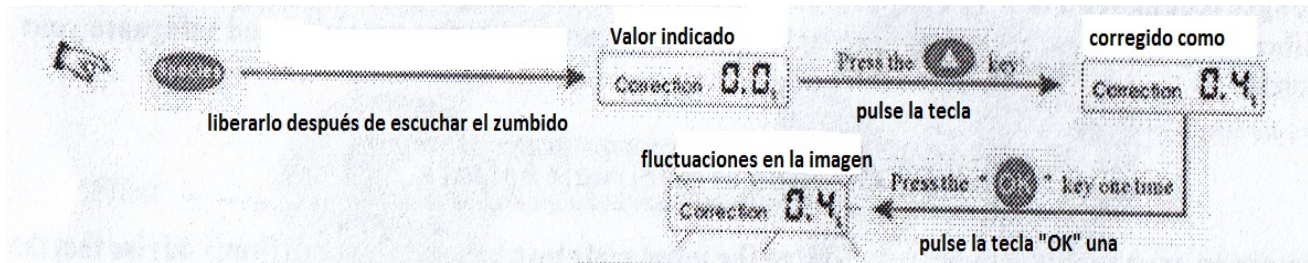 Valor indicado
corregido como
Correction 0.0
Press the ▲ key
Correction 0.4
liberarlo después de escuchar el zumbido
pulse la tecla
fluctuaciones en la imagen
Correction 0.4
Press the "OK" key one time
pulse la tecla "OK" una